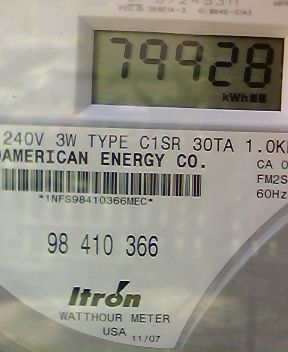 79928
kWh
240V 3W TYPE C1SR 30TA 1.0K
AMERICAN ENERGY CO.
CA 0
FM2S
60Hz
*1NFS98410366MEC*
98 410 366
Itron
WATTHOUR METER
USA 11/07